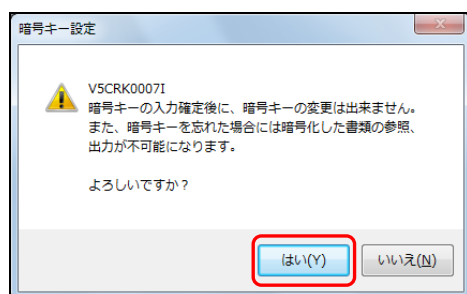 暗号キー設定
V5CRK0007I
暗号キーの入力確定後に、暗号キーの変更は出来ません。
また、暗号キーを忘れた場合には暗号化した書類の参照、
出力が不可能になります。
よろしいですか？
はい(Y)
いいえ(N)